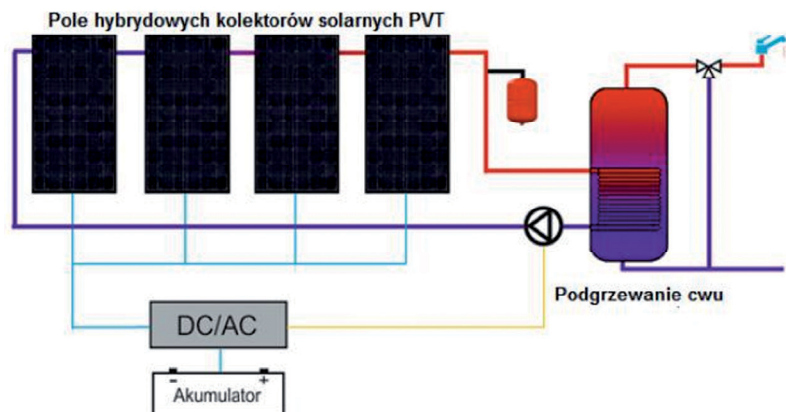 Pole hybrydowych kolektorów solarnych PVT
Podgrzewanie cwu
DC/AC
- +
Akumulator